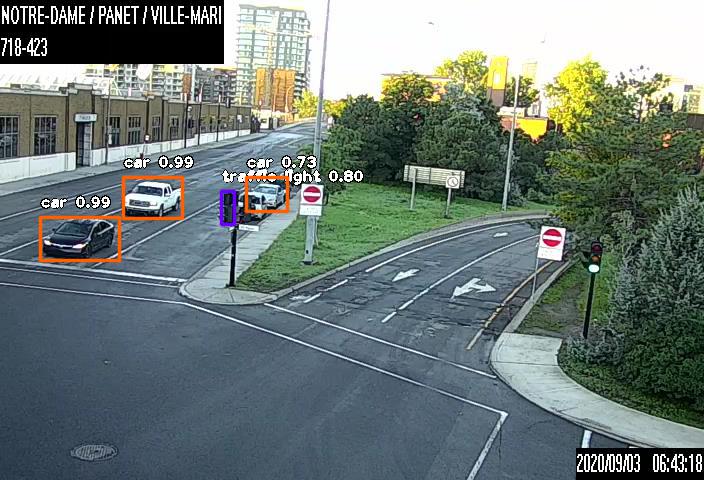 NOTRE-DAME / PANET / VILLE-MARI
718-423
car 0.99
car 0.73
traffic light 0.80
car 0.99
2020/09/03 06:43:18